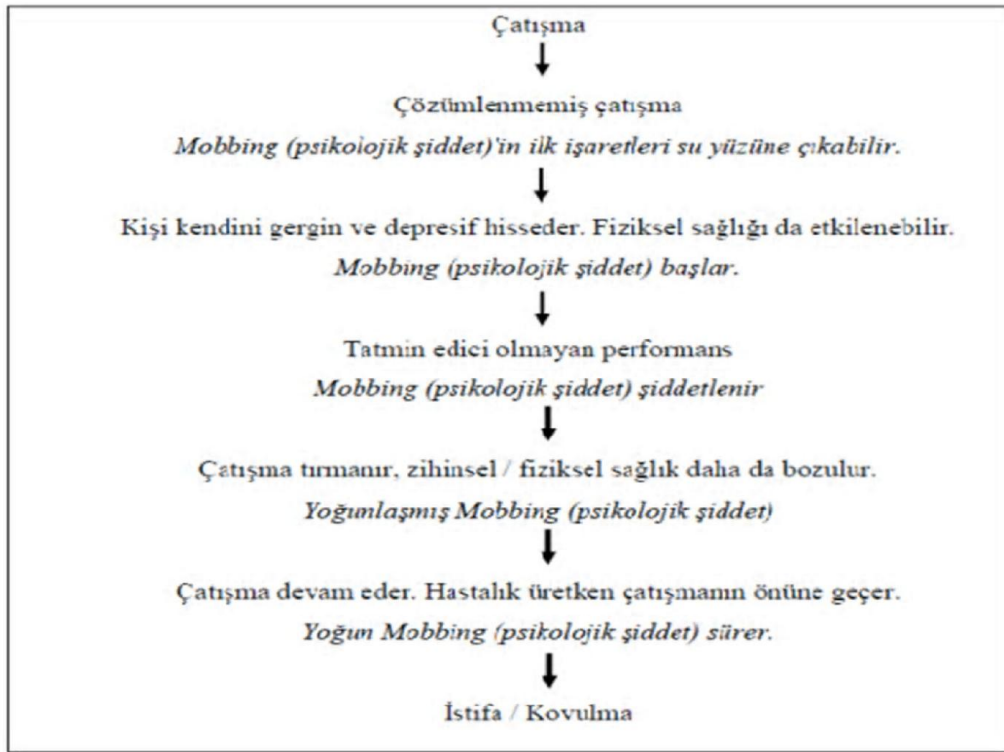 Çatışma
Çözümlenmemiş çatışma
Mobbing (psikolojik şiddet)'in ilk işaretleri su yüzüne çıkabilir.
Kişi kendini gergin ve depresif hisseder. Fiziksel sağlığı da etkilenebilir.
Mobbing (psikolojik şiddet) başlar.
Tatmin edici olmayan performans
Mobbing (psikolojik şiddet) şiddetlenir
Çatışma tırmanır, zihinsel / fiziksel sağlık daha da bozulur.
Yoğunlaşmış Mobbing (psikolojik şiddet)
Çatışma devam eder. Hastalık üretken çatışmanın önüne geçer.
Yoğun Mobbing (psikolojik şiddet) sürer.
İstifa / Kovulma